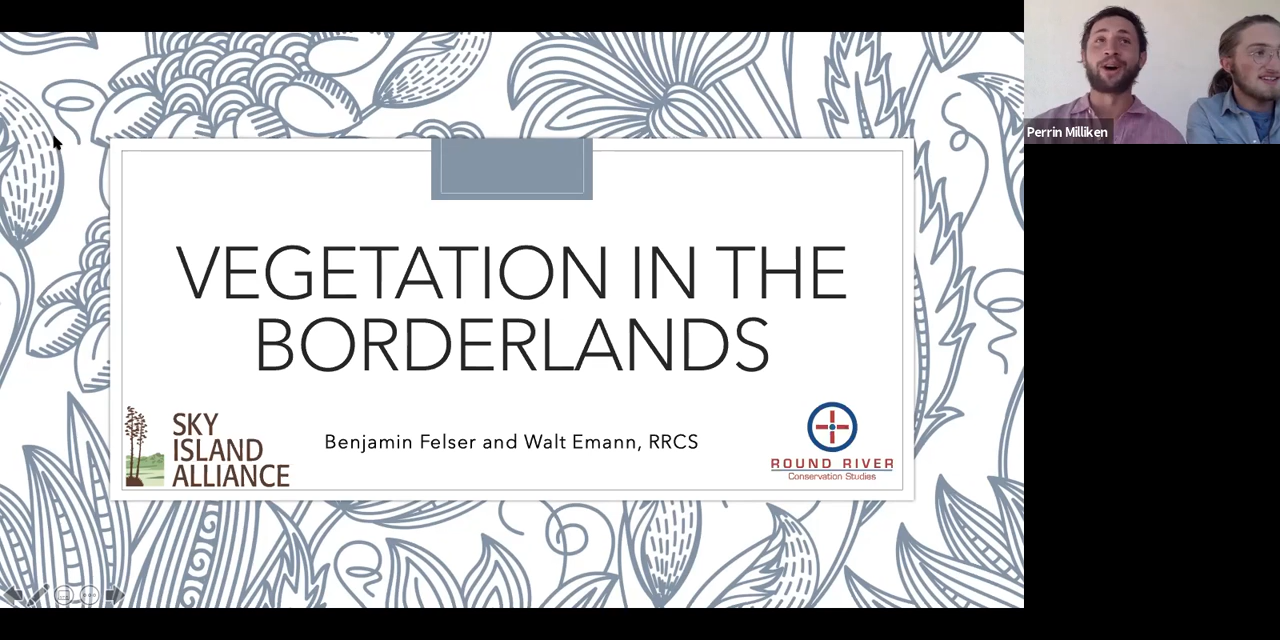 VEGETATION IN THE
BORDERLANDS
Benjamin Felser and Walt Emann, RRCS
SKY
ISLAND
ALLIANCE
ROUND RIVER
Conservation Studies
Perrin Milliken